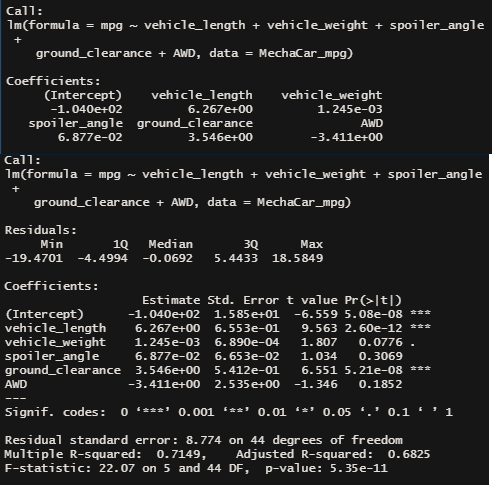 Call:
lm(formula = mpg ~ vehicle_length + vehicle_weight + spoiler_angle
+
    ground_clearance + AWD, data = MechaCar_mpg)

Coefficients:
     (Intercept)    vehicle_length    vehicle_weight
      -1.040e+02         6.267e+00         1.245e-03
   spoiler_angle  ground_clearance               AWD
       6.877e-02         3.546e+00        -3.411e+00

Call:
lm(formula = mpg ~ vehicle_length + vehicle_weight + spoiler_angle
+
    ground_clearance + AWD, data = MechaCar_mpg)

Residuals:
     Min       1Q   Median       3Q      Max
-19.4701  -4.4994  -0.0692   5.4433  18.5849

Coefficients:
                   Estimate Std. Error t value Pr(>|t|)
(Intercept)      -1.040e+02  1.585e+01  -6.559 5.08e-08 ***
vehicle_length    6.267e+00  6.553e-01   9.563 2.60e-12 ***
vehicle_weight    1.245e-03  6.890e-04   1.807   0.0776 .
spoiler_angle     6.877e-02  6.653e-02   1.034   0.3069
ground_clearance  3.546e+00  5.412e-01   6.551 5.21e-08 ***
AWD              -3.411e+00  2.535e+00  -1.346   0.1852
---
Signif. codes:  0 ‘***’ 0.001 ‘**’ 0.01 ‘*’ 0.05 ‘.’ 0.1 ‘ ’ 1

Residual standard error: 8.774 on 44 degrees of freedom
Multiple R-squared:  0.7149,    Adjusted R-squared:  0.6825
F-statistic: 22.07 on 5 and 44 DF,  p-value: 5.35e-11